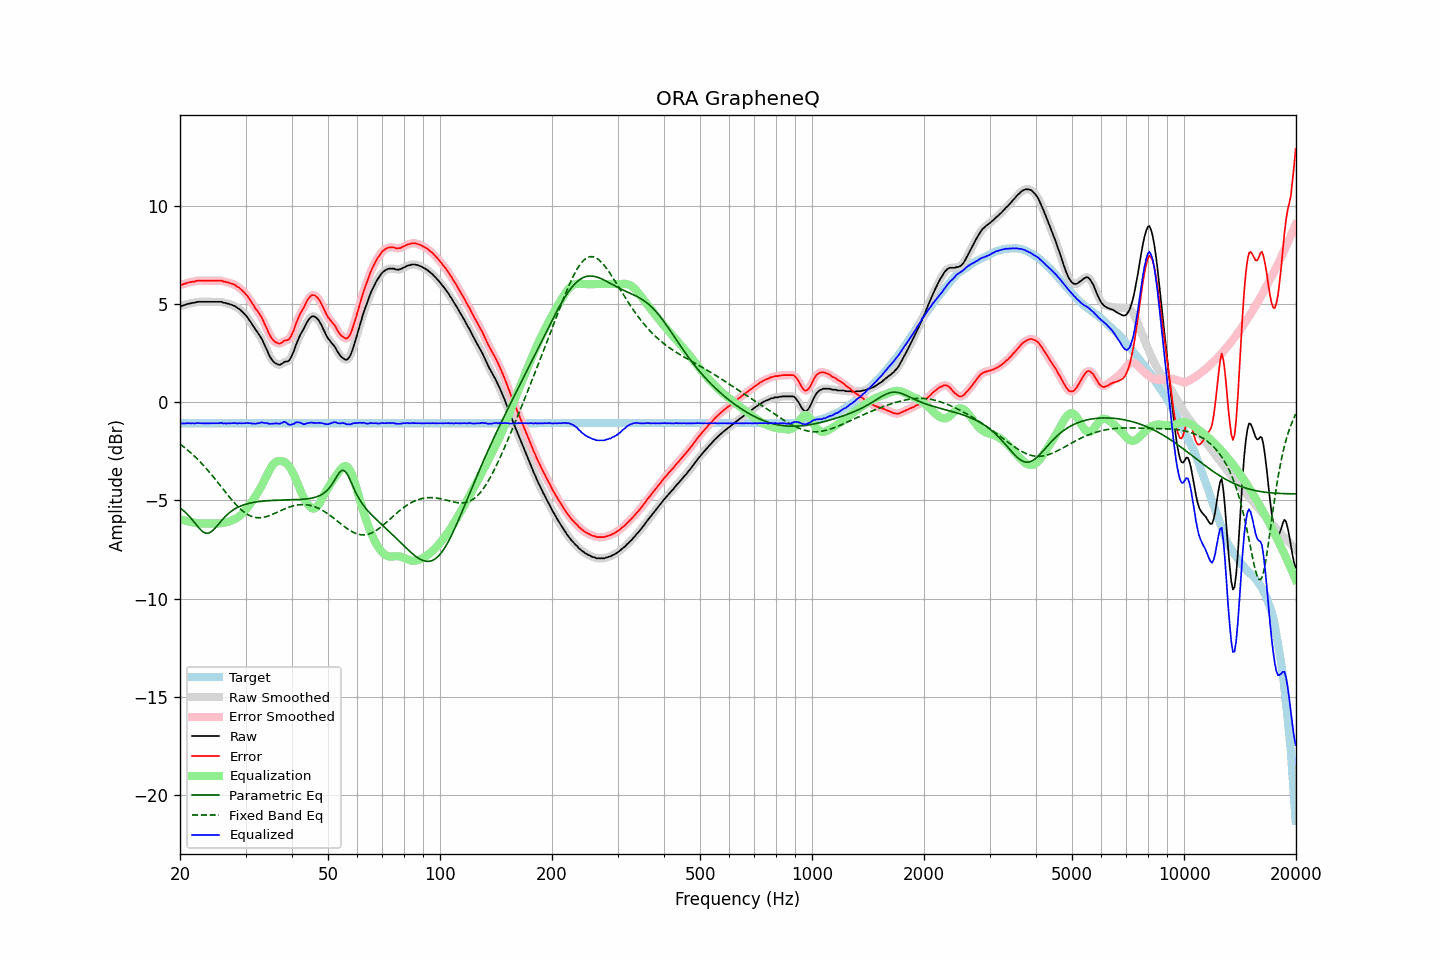 ORA GrapheneQ
Amplitude (dBr)
10
5
0
−5
−10
−15
−20
Target
Raw Smoothed
Error Smoothed
Raw
Error
Equalization
Parametric Eq
Fixed Band Eq
Equalized
20 50 100 200 500 1000 2000 5000 10000 20000
Frequency (Hz)